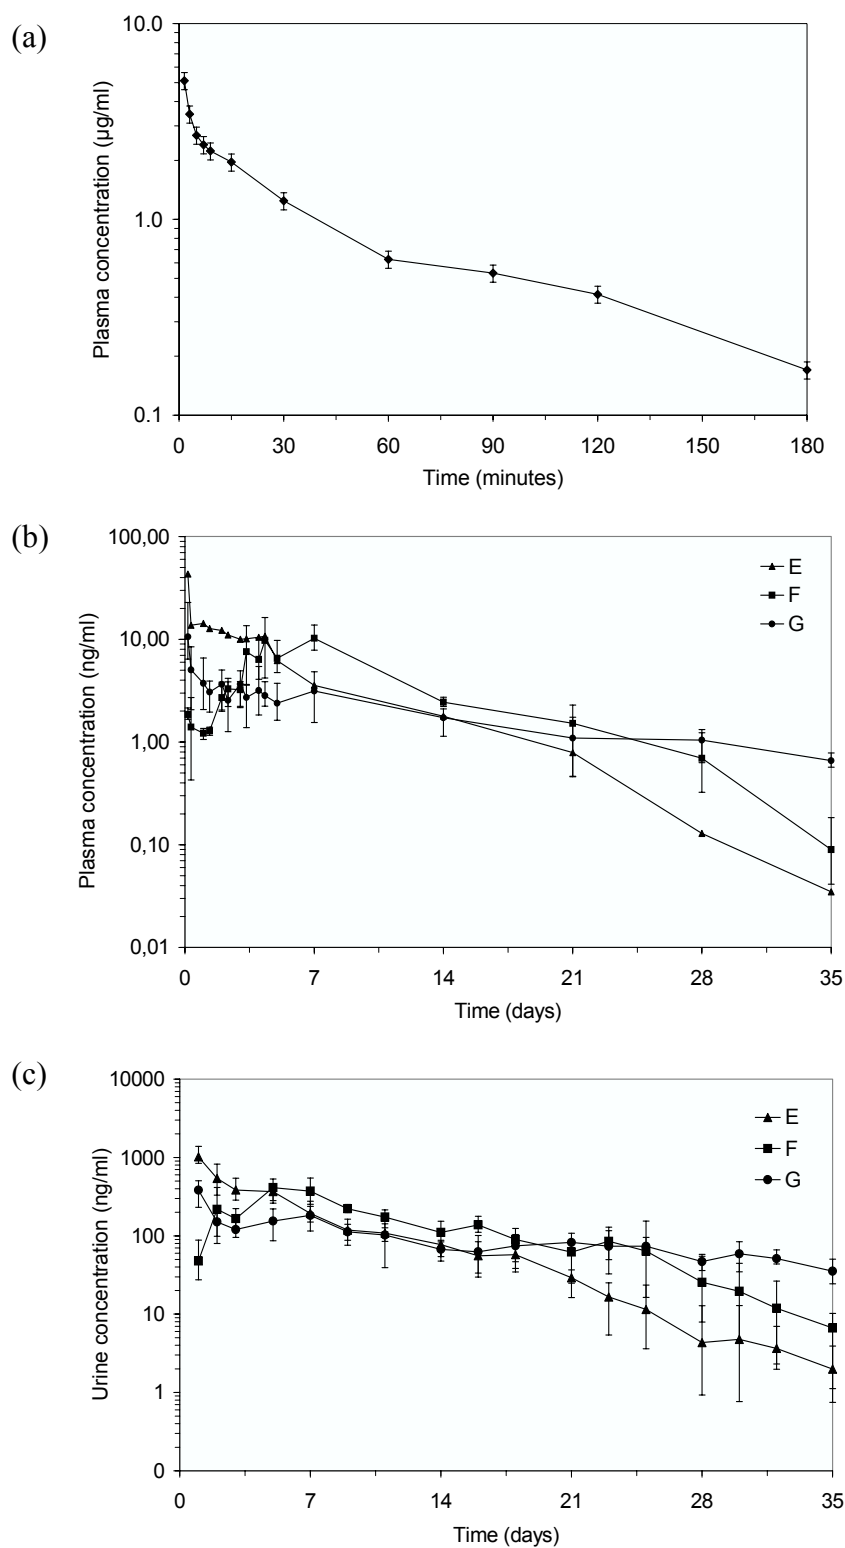 (a)
10.0
1.0
0.1
Plasma concentration (µg/ml)
0 30 60 90 120 150 180
Time (minutes)
(b)
100,00
10,00
1.00
0,10
0,01
Plasma concentration (ng/ml)
E
F
G
0 7 14 21 28 35
Time (days)
(c)
10000
1000
100
10
1
0
Urine concentration (ng/ml)
E
F
G
0 7 14 21 28 35
Time (days)